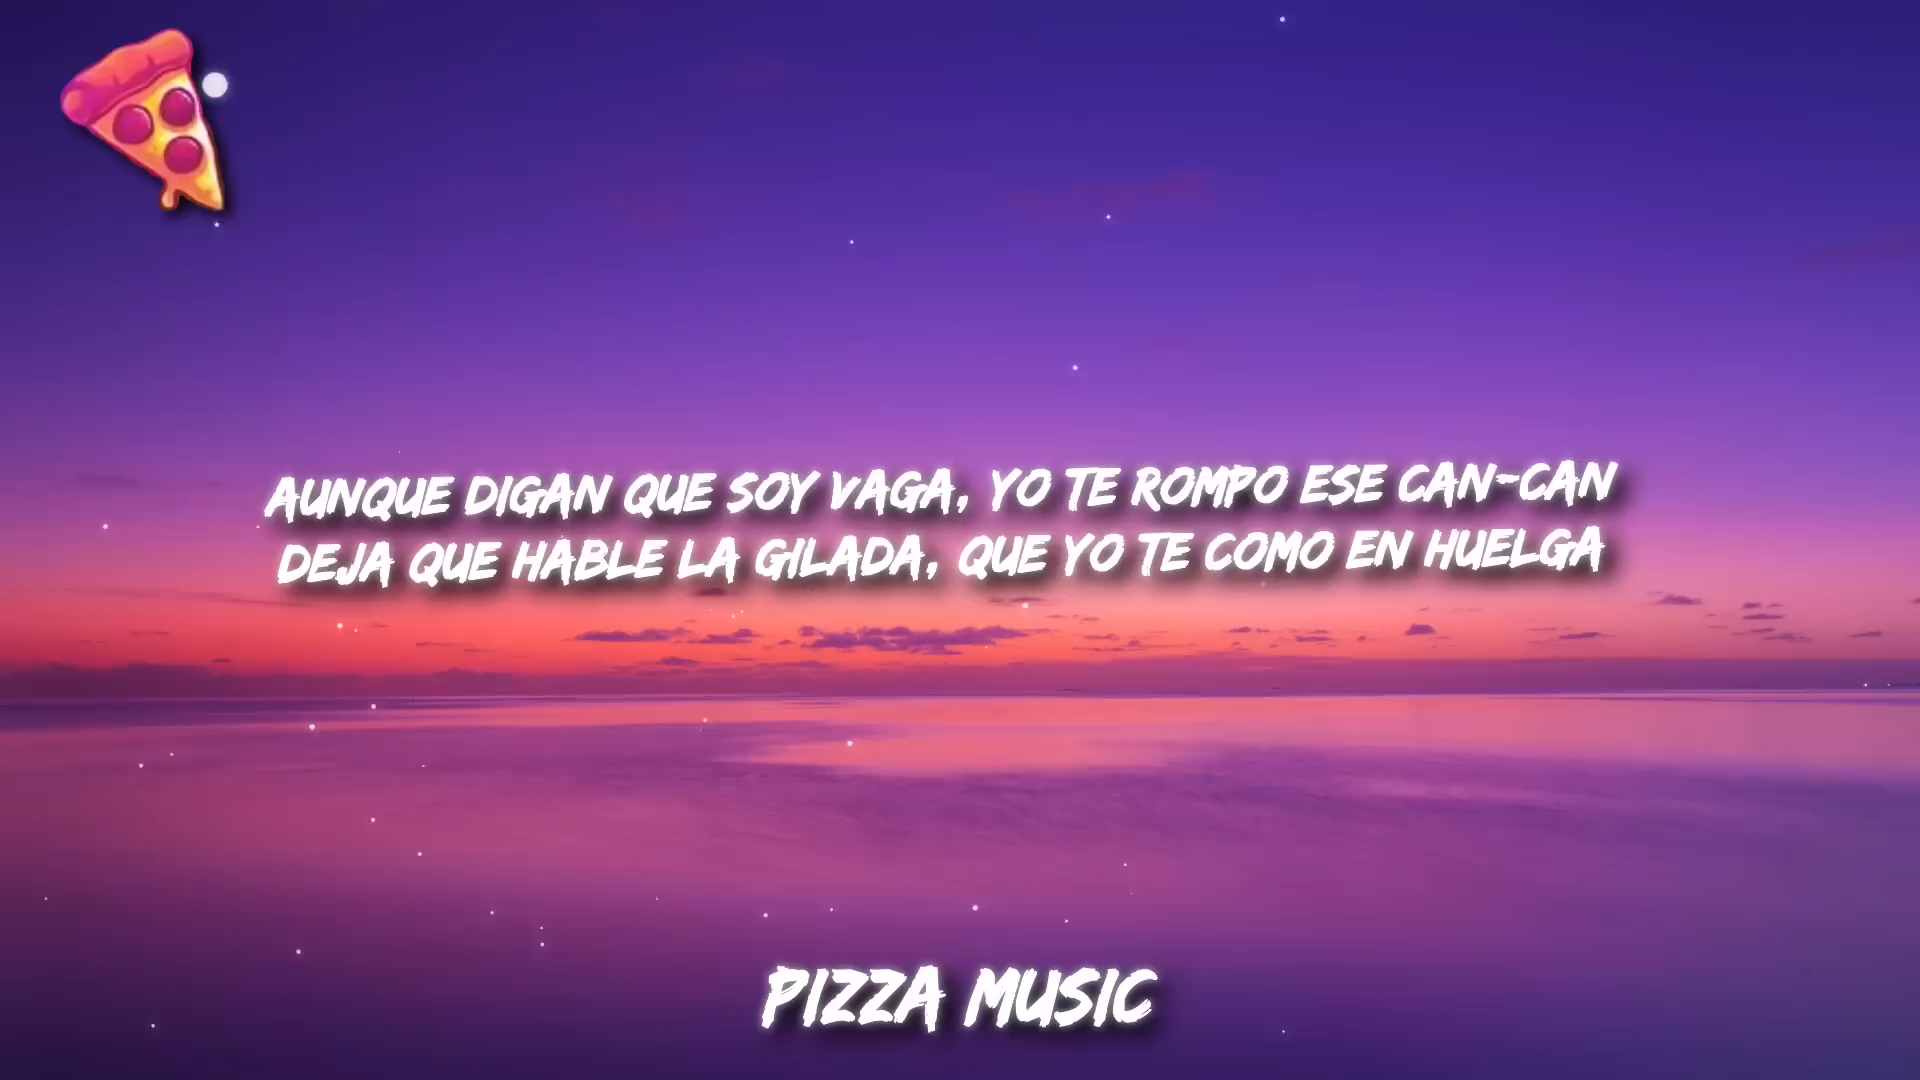 AUNQUE DIGAN QUE SOY VAGA, YO TE ROMPO ESE CAN-CAN
DEJA QUE HABLE LA GILADA, QUE YO TE COMO EN HUELGA
PIZZA MUSIC